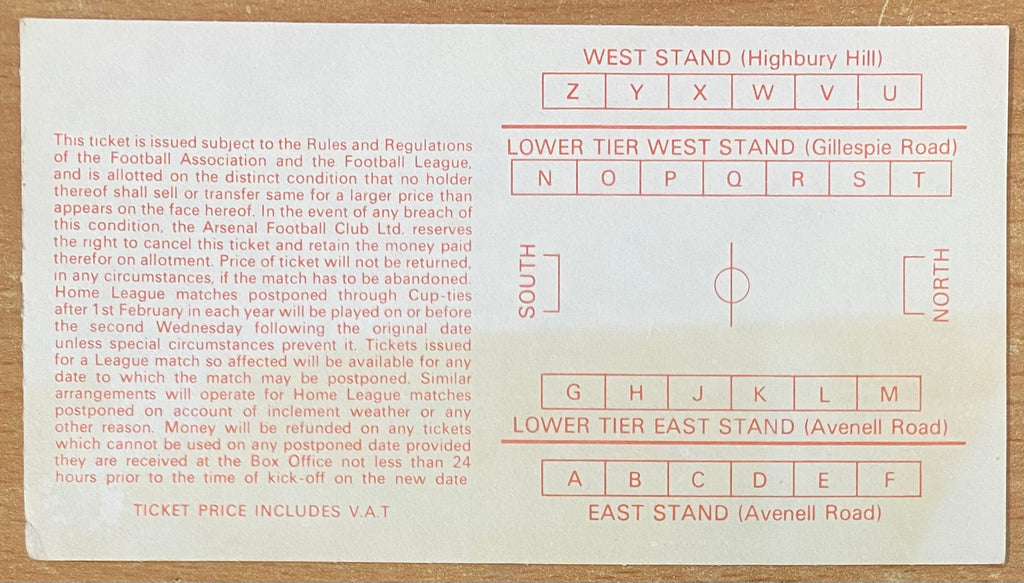 This ticket is issued subject to the Rules and Regulations
of the Football Association and the Football League,
and is allotted on the distinct condition that no holder
thereof shall sell or transfer same for a larger price than
appears on the face hereof. In the event of any breach of
this condition, the Arsenal Football Club Ltd. reserves
the right to cancel this ticket and retain the money paid
therefor on allotment. Price of ticket will not be returned,
in any circumstances, if the match has to be abandoned.
Home League matches postponed through Cup-ties
after 1st February in each year will be played on or before
the second Wednesday following the original date
unless special circumstances prevent it. Tickets issued
for a League match so affected will be available for any
date to which the match may be postponed. Similar
arrangements will operate for Home League matches
postponed on account of inclement weather or any
other reason. Money will be refunded on any tickets
which cannot be used on any postponed date provided
they are received at the Box Office not less than 24
hours prior to the time of kick-off on the new date
TICKET PRICE INCLUDES V.A.T
WEST STAND (Highbury Hill)
Z Y X W V U
LOWER TIER WEST STAND (Gillespie Road)
N O P Q R S T
SOUTH
NORTH
G H J K L M
LOWER TIER EAST STAND (Avenell Road)
A B C D E F
EAST STAND (Avenell Road)